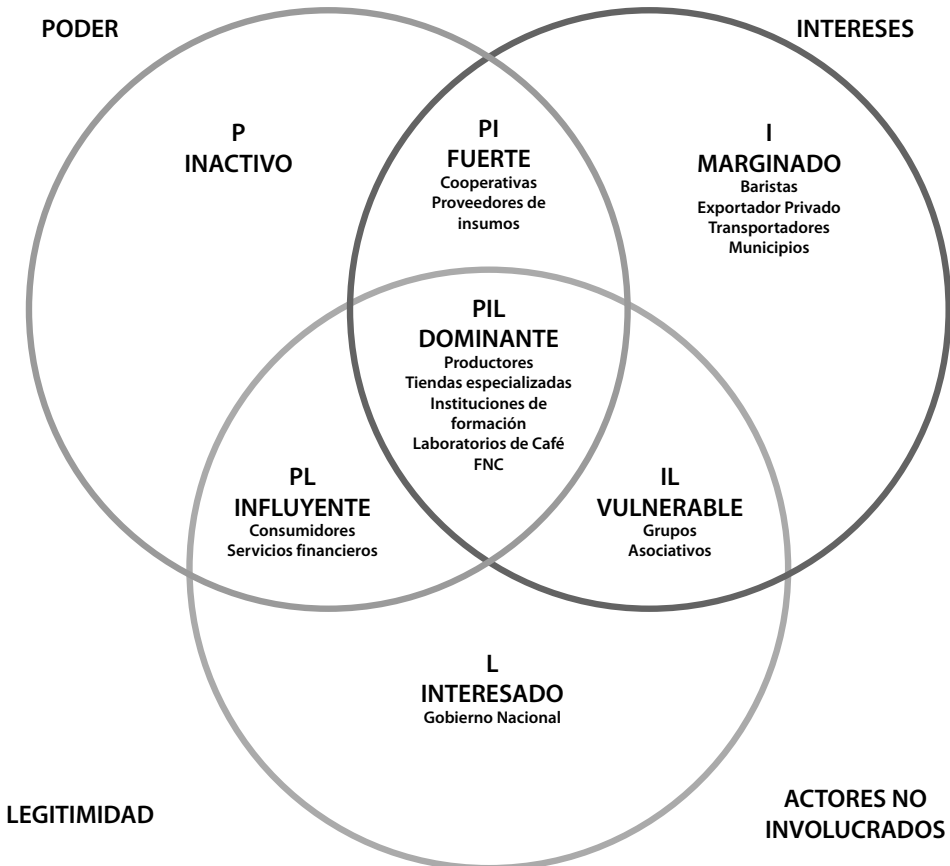 PODER
INTERESES
P
INACTIVO
PI
FUERTE
Cooperativas
Proveedores de
insumos
I
MARGINADO
Baristas
Exportador Privado
Transportadores
Municipios
PIL
DOMINANTE
Productores
Tiendas especializadas
Instituciones de
formación
Laboratorios de Café
FNC
PL
INFLUYENTE
Consumidores
Servicios financieros
IL
VULNERABLE
Grupos
Asociativos
L
INTERESADO
Gobierno Nacional
LEGITIMIDAD
ACTORES NO
INVOLUCRADOS